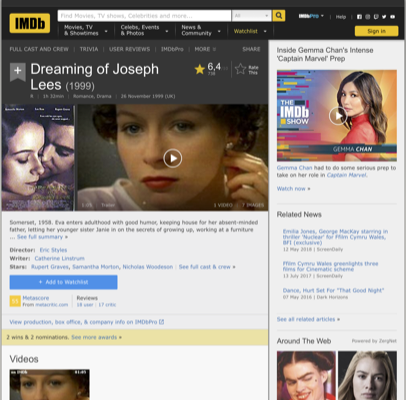 IMDb
Find Movies, TV shows, Celebrities and more...
All
IMDbPro
Help
Movies, TV
& Showtimes
Celebs, Events
& Photos
News &
Community
Watchlist
Sign in
FULL CAST AND CREW | TRIVIA | USER REVIEWS | IMDbPro | MORE
SHARE
Dreaming of Joseph
Lees (1999)
6,4
Rate
This
1h 32min | Romance, Drama | 26 November 1999 (UK)
Trailer
1 VIDEO
7 IMAGES
Somerset, 1958. Eva enters adulthood with good humor, keeping house for her absent-minded
father, letting her younger sister Janie in on the secrets of growing up, working at a furniture
... See full summary »
Director: Eric Styles
Writer: Catherine Linstrum
Stars: Rupert Graves, Samantha Morton, Nicholas Woodeson | See full cast & crew »
+ Add to Watchlist
Metascore
From metacritic.com
Reviews
16 user | 17 critic
View production, box office, & company info on IMDbPro
2 wins & 2 nominations. See more awards »
Videos
Inside Gemma Chan's Intense
'Captain Marvel' Prep
THE
IMDb
SHOW
GEMMA CHAN
Gemma Chan had to do some serious prep to
take on her role in Captain Marvel.
Watch now »
Related News
Emilia Jones, George MacKay starring in
thriller 'Nuclear' for Ffilm Cymru Wales,
BFI (exclusive)
12 May 2018 | ScreenDaily
Ffilm Cymru Wales greenlights three
films for Cinematic scheme
13 July 2017 | ScreenDaily
Dance, Hurt Set For "That Good Night"
07 May 2016 | Dark Horizons
See all related articles »
Around The Web
Powered by ZergNet